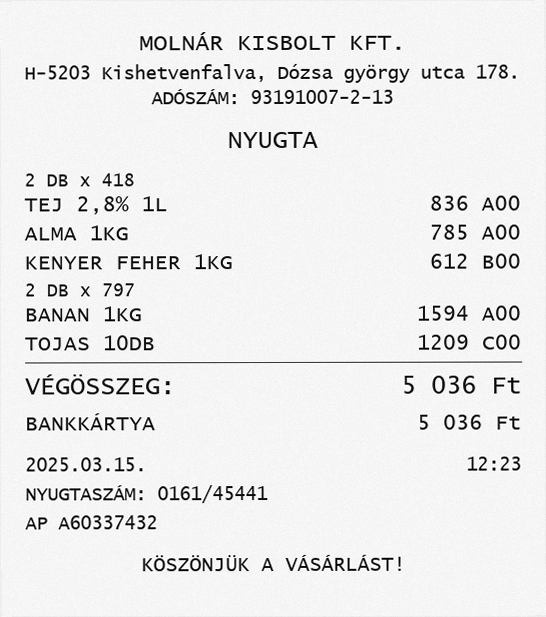 MOLNÁR KISBOLT KFT.
H-5203 Kishetvenfalva, Dózsa györgy utca 178.
ADÓSZÁM: 93191007-2-13
NYUGTA
2 DB x 418
TEJ 2,8% 1L 836 A00
ALMA 1KG 785 A00
KENYER FEHER 1KG 612 B00
2 DB x 797
BANAN 1KG 1594 A00
TOJAS 10DB 1209 C00
VÉGÖSSZEG: 5 036 Ft
BANKKÁRTYA 5 036 Ft
2025.03.15. 12:23
NYUGTASZÁM: 0161/45441
AP A60337432
KÖSZÖNJÜK A VÁSÁRLÁST!